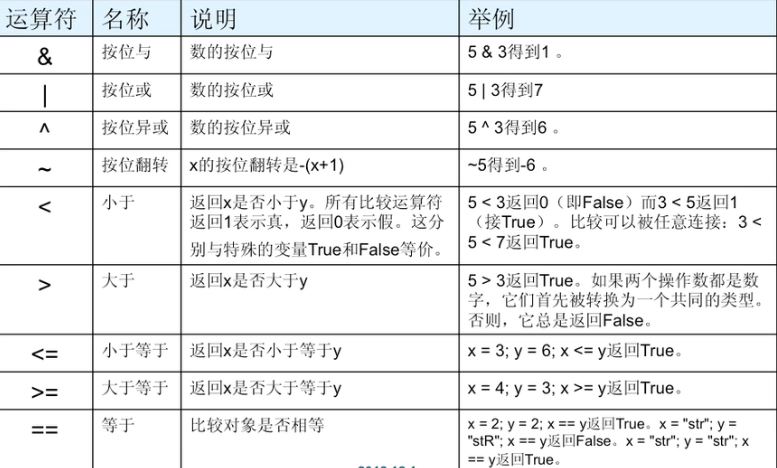 运算符 名称 说明 举例
& 按位与 数的按位与 5 & 3得到1 。
| 按位或 数的按位或 5 | 3得到7
^ 按位异或 数的按位异或 5 ^ 3得到6 。
~ 按位翻转 x的按位翻转是-(x+1) ~5得到-6 。
< 小于 返回x是否小于y。所有比较运算符
返回1表示真，返回0表示假。这分
别与特殊的变量True和False等价。
5 < 3返回0（即False）而3 < 5返回1
（接True）。比较可以被任意连接：3 <
5 < 7返回True。
> 大于 返回x是否大于y
5 > 3返回True。如果两个操作数都是数
字，它们首先被转换为一个共同的类型。
否则，它总是返回False。
<= 小于等于 返回x是否小于等于y x = 3; y = 6; x <= y返回True。
>= 大于等于 返回x是否大于等于y x = 4; y = 3; x >= y返回True。
== 等于 比较对象是否相等
x = 2; y = 2; x == y返回True。x = "str"; y =
"stR"; x == y返回False。x = "str"; y = "str"; x
== y返回True。